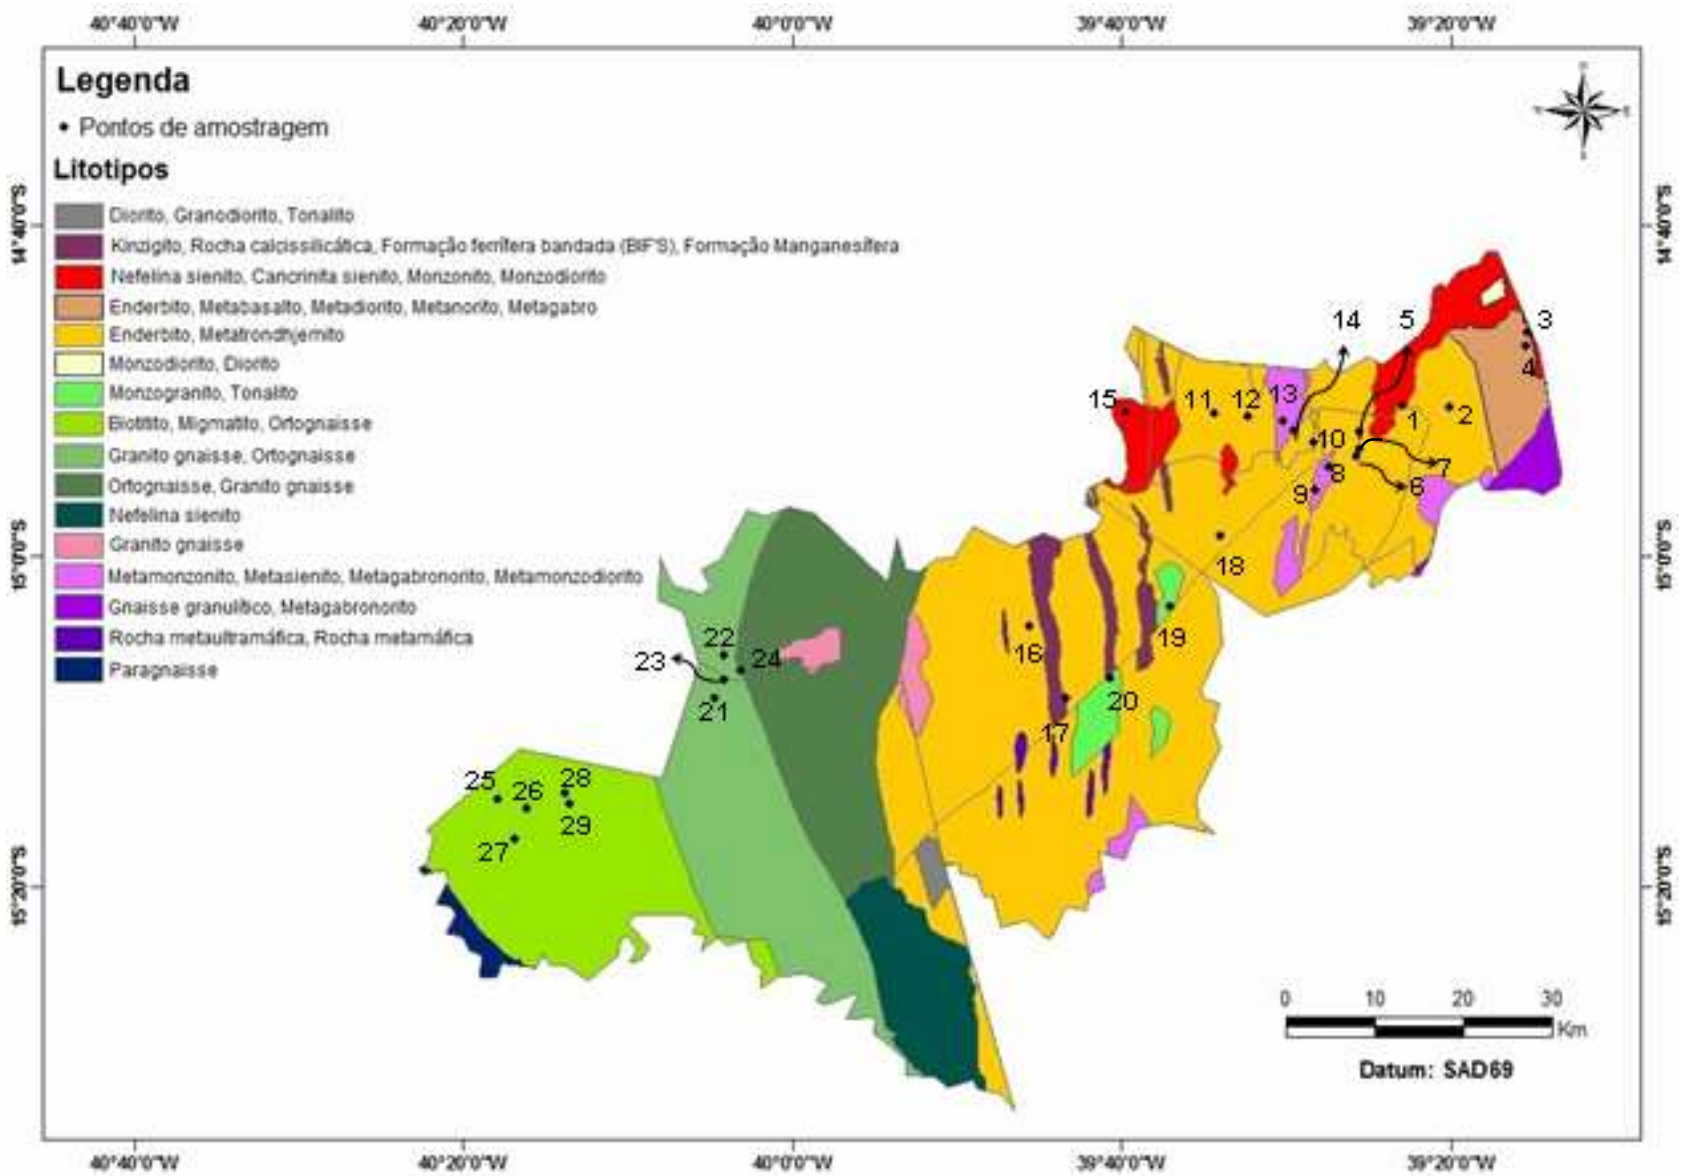 40°40'0"W 40°20'0"W 40°0'0"W 39°40'0"W 39°20'0"W
Legenda
Pontos de amostragem
Litotipos
Diorito, Granodiorito, Tonalito
Kinzigito, Rocha calcissilicática, Formação ferrífera bandada (BIF'S), Formação Manganesífera
Nefelina sienito, Cancrinita sienito, Monzonito, Monzodiorito
Enderbito, Metabasalto, Metadiorito, Metanorito, Metagabro
Enderbito, Metatrondhjemito
Monzodiorito, Diorito
Monzogranito, Tonalito
Biotitito, Migmatito, Ortognaisse
Granito gnaisse, Ortognaisse
Ortognaisse, Granito gnaisse
Nefelina sienito
Granito gnaisse
Metamonzonito, Metasienito, Metagabronorito, Metamonzodiorito
Gnaisse granulítico, Metagabronorito
Rocha metaultramáfica, Rocha metamáfica
Paragnaisse
14°40'0"S 14°40'0"S
15°0'0"S 15°0'0"S
15°20'0"S 15°20'0"S
14 5 3
4
15 11 12 13 1 2
10
8 7
9 6
18
16 19
22
23 24
21 20
17
25 26 28
29
27
0 10 20 30
Km
Datum: SAD69
40°40'0"W 40°20'0"W 40°0'0"W 39°40'0"W 39°20'0"W